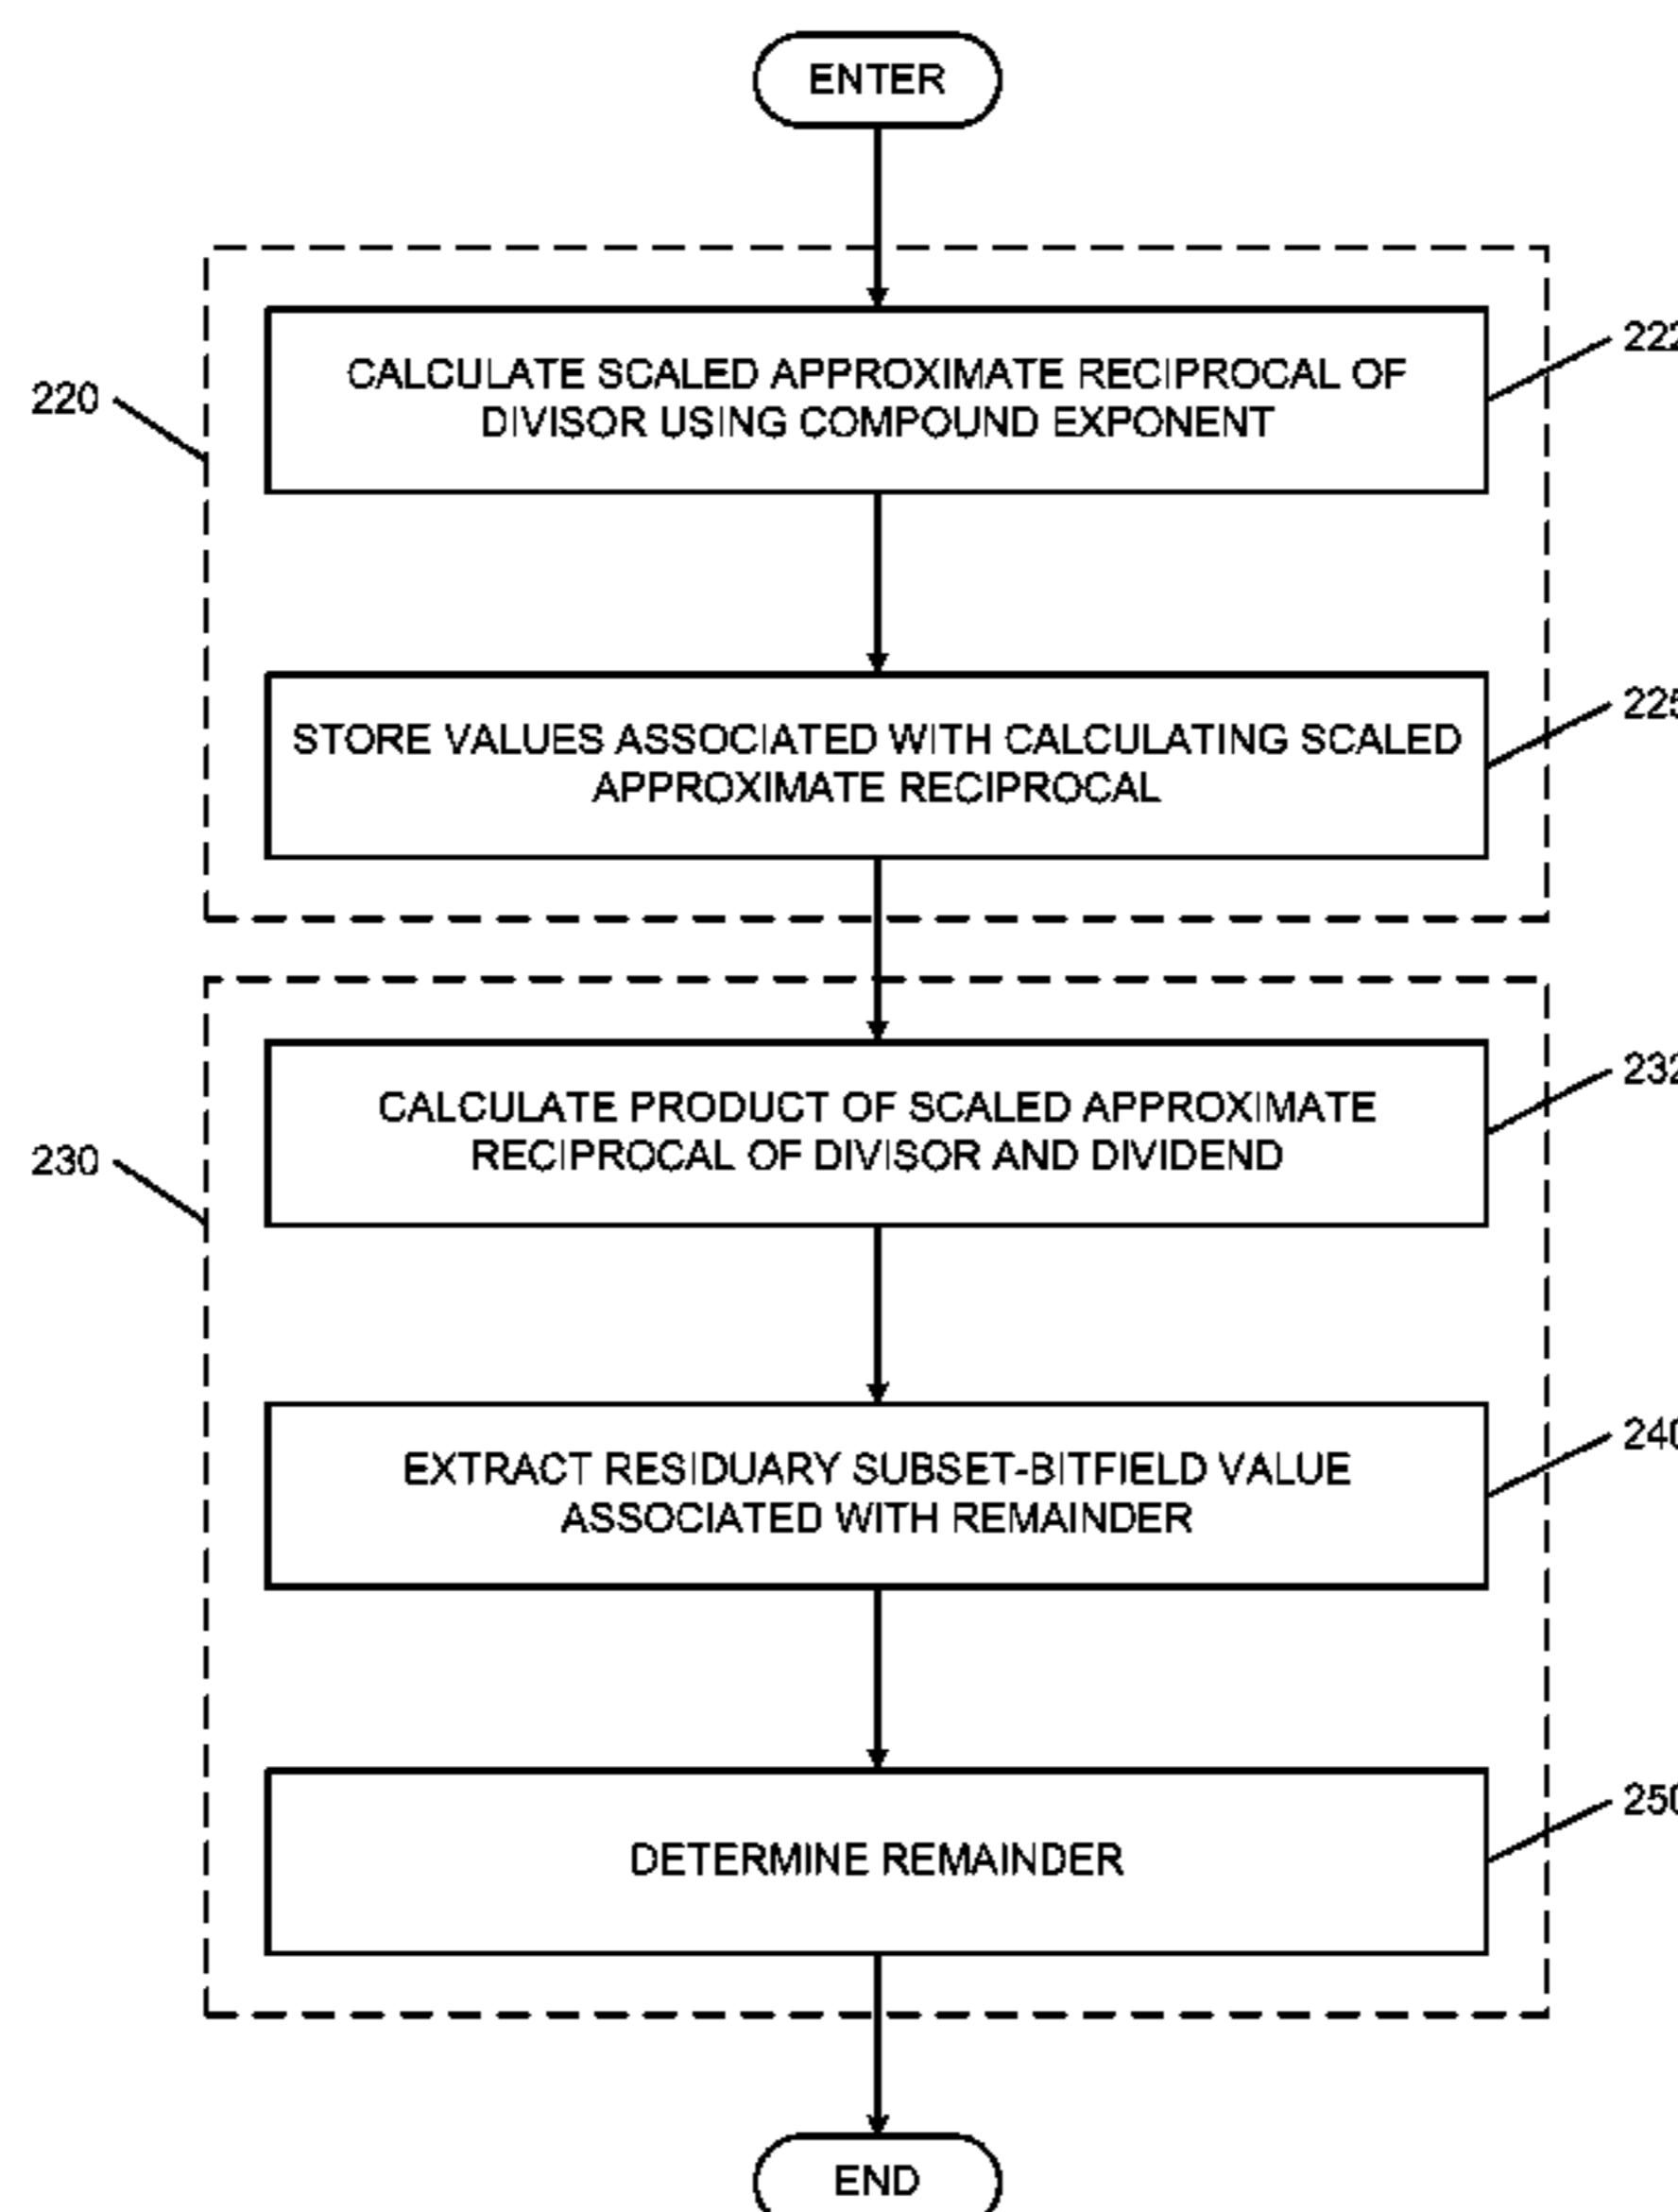 ENTER
CALCULATE SCALED APPROXIMATE RECIPROCAL OF
DIVISOR USING COMPOUND EXPONENT
222
220
STORE VALUES ASSOCIATED WITH CALCULATING SCALED
APPROXIMATE RECIPROCAL
225
CALCULATE PRODUCT OF SCALED APPROXIMATE
RECIPROCAL OF DIVISOR AND DIVIDEND
232
230
EXTRACT RESIDUARY SUBSET-BITFIELD VALUE
ASSOCIATED WITH REMAINDER
240
DETERMINE REMAINDER
250
END